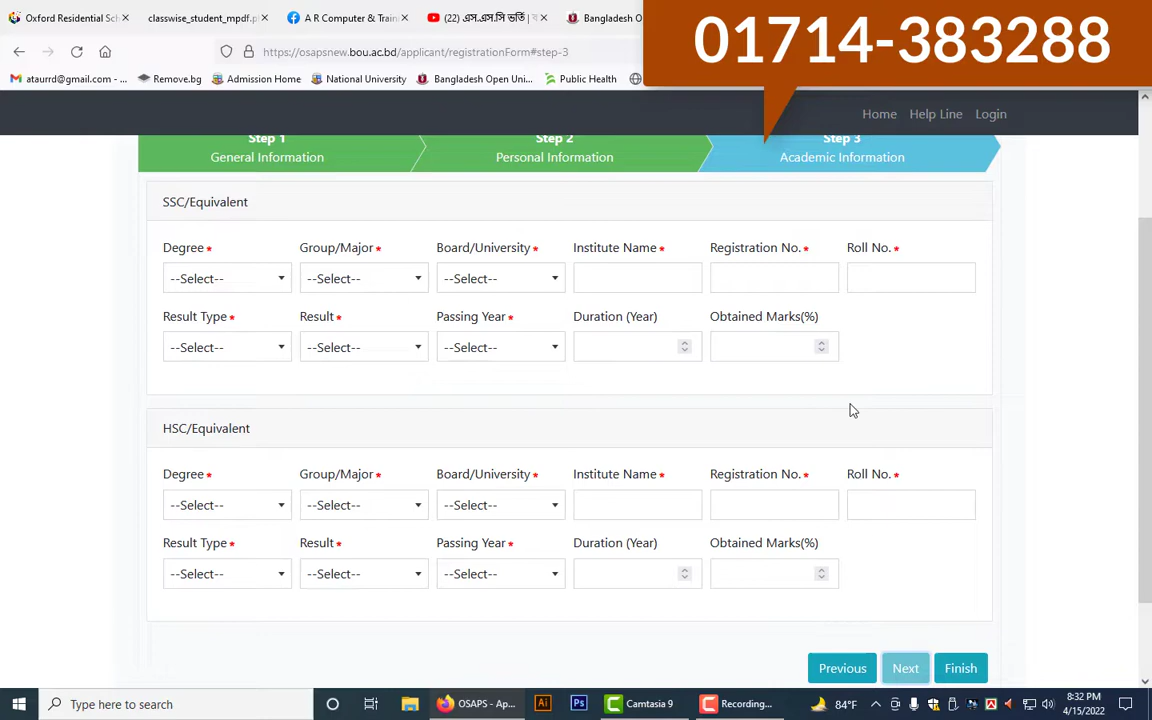 Oxford Residential Sc
classwise_student_mpdf.p
A R Computer & Traini
(22) এস.এস.সি ভর্তি | ব
Bangladesh Open Un
01714-383288
https://osapsnew.bou.ac.bd/applicant/registrationForm#step-3
ataurrd@gmail.com - ...
Remove.bg
Admission Home
National University
Bangladesh Open Uni...
Public Health
Home Help Line Login
Step 1 Step 2 Step 3
General Information Personal Information Academic Information
SSC/Equivalent
Degree * Group/Major * Board/University * Institute Name * Registration No. * Roll No. *
--Select-- --Select-- --Select--
Result Type * Result * Passing Year * Duration (Year) Obtained Marks(%)
--Select-- --Select-- --Select--
HSC/Equivalent
Degree * Group/Major * Board/University * Institute Name * Registration No. * Roll No. *
--Select-- --Select-- --Select--
Result Type * Result * Passing Year * Duration (Year) Obtained Marks(%)
--Select-- --Select-- --Select--
Previous Next Finish
Type here to search
OSAPS - Ap...
Ai
Ps
Camtasia 9
Recording...
84°F
8:32 PM
4/15/2022